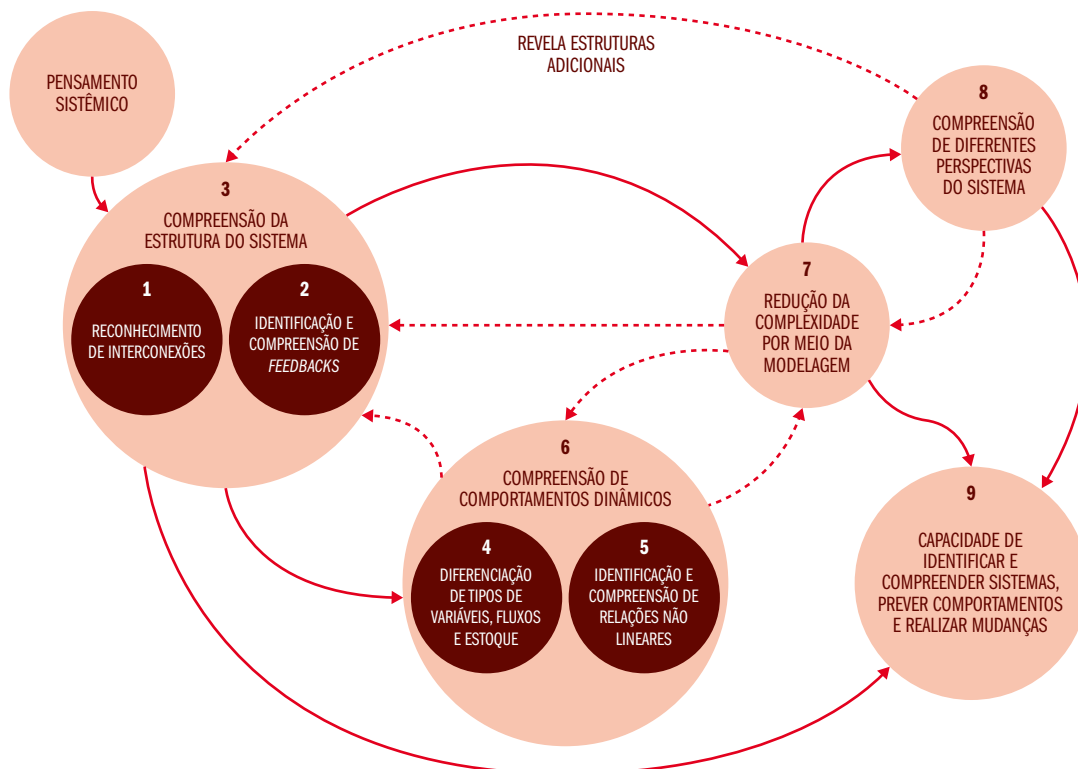 PENSAMENTO
SISTÊMICO
REVELA ESTRUTURAS
ADICIONAIS
8
COMPREENSÃO
DE DIFERENTES
PERSPECTIVAS
DO SISTEMA
3
COMPREENSÃO DA
ESTRUTURA DO SISTEMA
1
RECONHECIMENTO
DE INTERCONEXÕES
2
IDENTIFICAÇÃO E
COMPREENSÃO DE
FEEDBACKS
7
REDUÇÃO DA
COMPLEXIDADE
POR MEIO DA
MODELAGEM
6
COMPREENSÃO DE
COMPORTAMENTOS DINÂMICOS
4
DIFERENCIAÇÃO
DE TIPOS DE
VARIÁVEIS, FLUXOS
E ESTOQUE
5
IDENTIFICAÇÃO E
COMPREENSÃO DE
RELAÇÕES NÃO
LINEARES
9
CAPACIDADE DE
IDENTIFICAR E
COMPREENDER SISTEMAS,
PREVER COMPORTAMENTOS
E REALIZAR MUDANÇAS